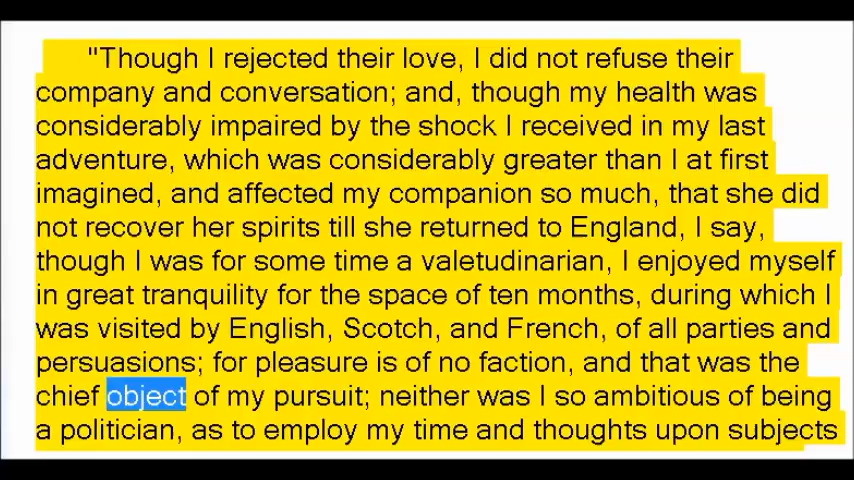 "Though I rejected their love, I did not refuse their
company and conversation; and, though my health was
considerably impaired by the shock I received in my last
adventure, which was considerably greater than I at first
imagined, and affected my companion so much, that she did
not recover her spirits till she returned to England, I say,
though I was for some time a valetudinarian, I enjoyed myself
in great tranquility for the space of ten months, during which I
was visited by English, Scotch, and French, of all parties and
persuasions; for pleasure is of no faction, and that was the
chief object of my pursuit; neither was I so ambitious of being
a politician, as to employ my time and thoughts upon subjects